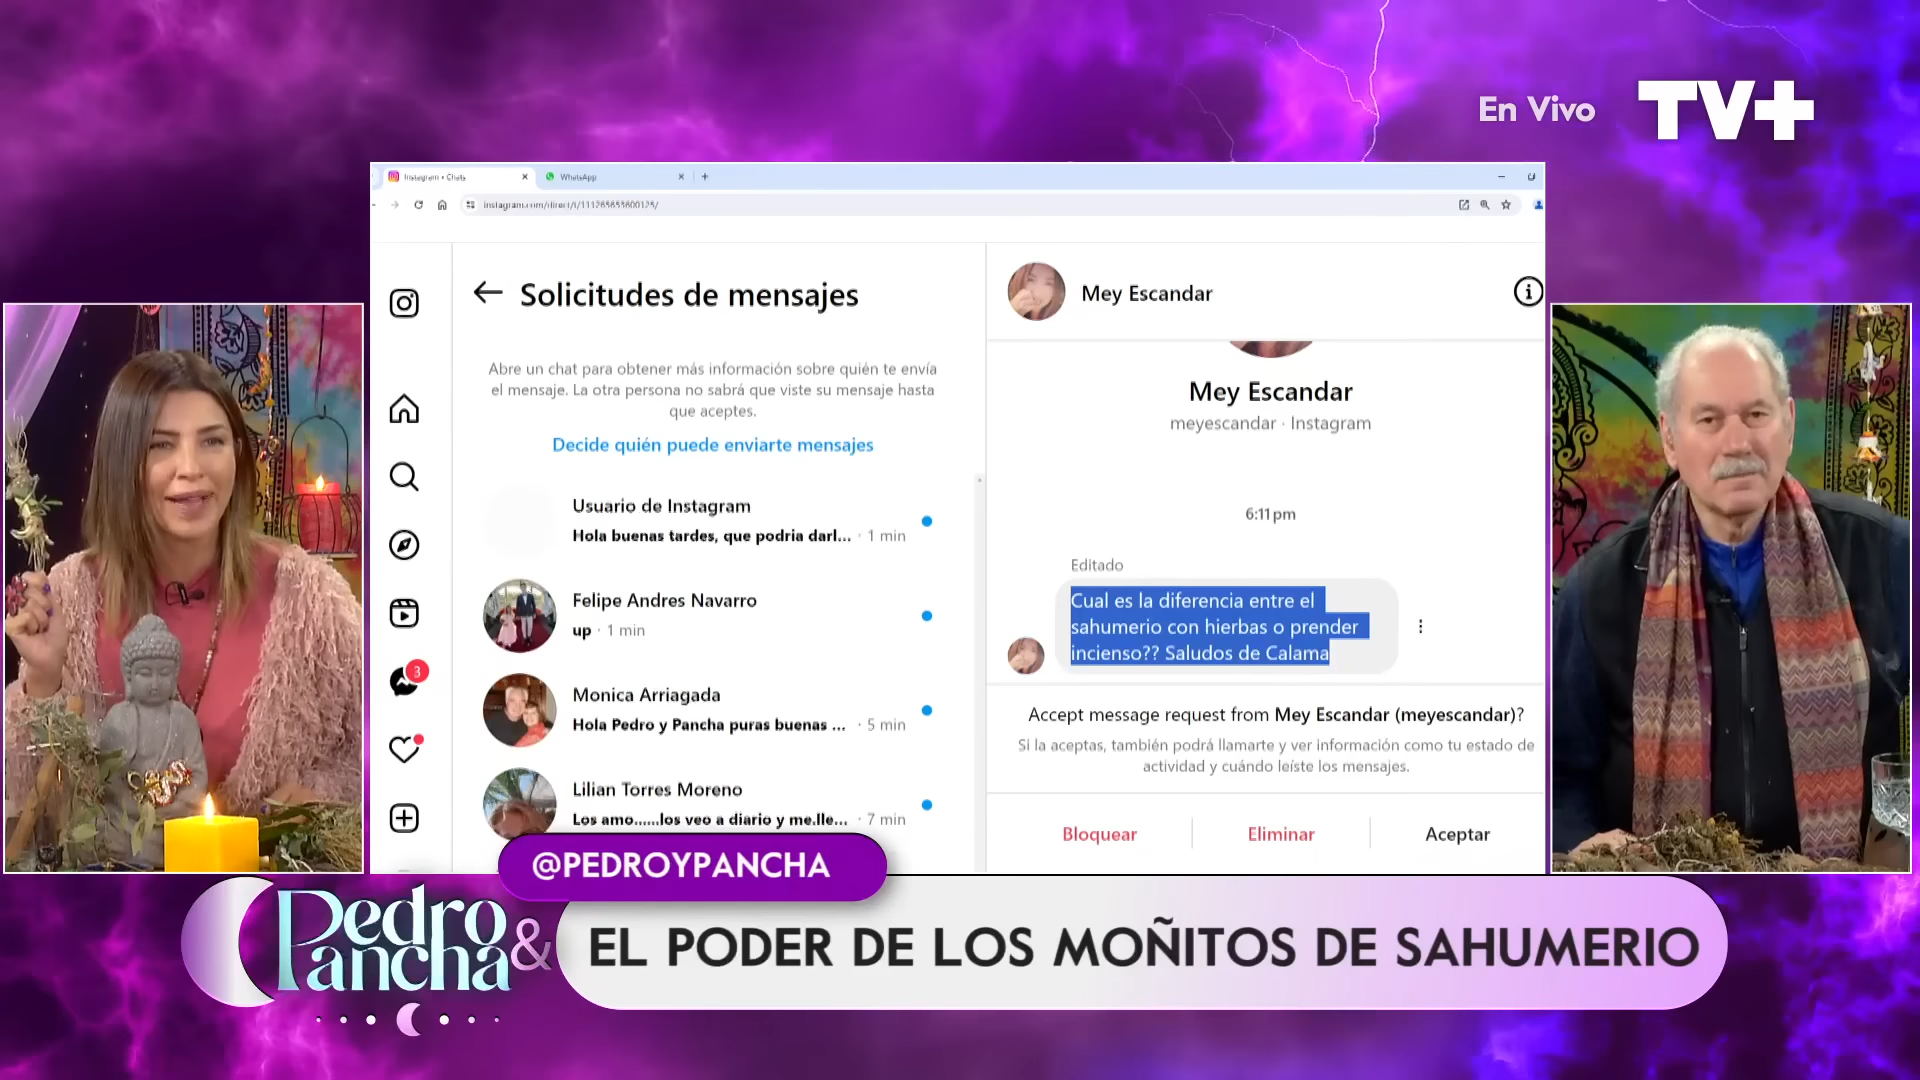 En Vivo TV+
Instagram • Chats
WhatsApp
Solicitudes de mensajes
Abre un chat para obtener más información sobre quién te envía
el mensaje. La otra persona no sabrá que viste su mensaje hasta
que aceptes.
Decide quién puede enviarte mensajes
Usuario de Instagram
Hola buenas tardes, que podria darl... · 1 min
Felipe Andres Navarro
up · 1 min
Monica Arriagada
Hola Pedro y Pancha puras buenas ... · 5 min
Lilian Torres Moreno
Los amo......los veo a diario y me.lle... · 7 min
3
Mey Escandar
Mey Escandar
meyescandar · Instagram
6:11pm
Editado
Cual es la diferencia entre el
sahumerio con hierbas o prender
incienso?? Saludos de Calama
Accept message request from Mey Escandar (meyescandar)?
Si la aceptas, también podrá llamarte y ver información como tu estado de
actividad y cuándo leíste los mensajes.
Bloquear
Eliminar
Aceptar
@PEDROYPANCHA
Pedro
& Pancha
EL PODER DE LOS MOÑITOS DE SAHUMERIO